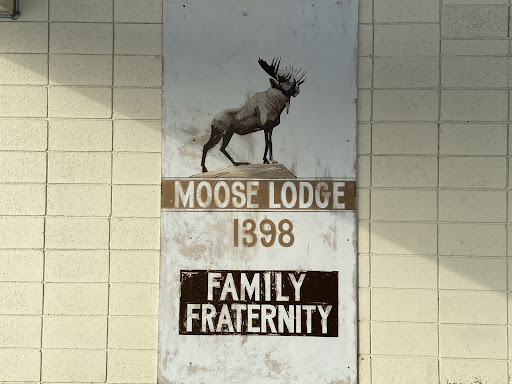 MOOSE LODGE
1398
FAMILY
FRATERNITY